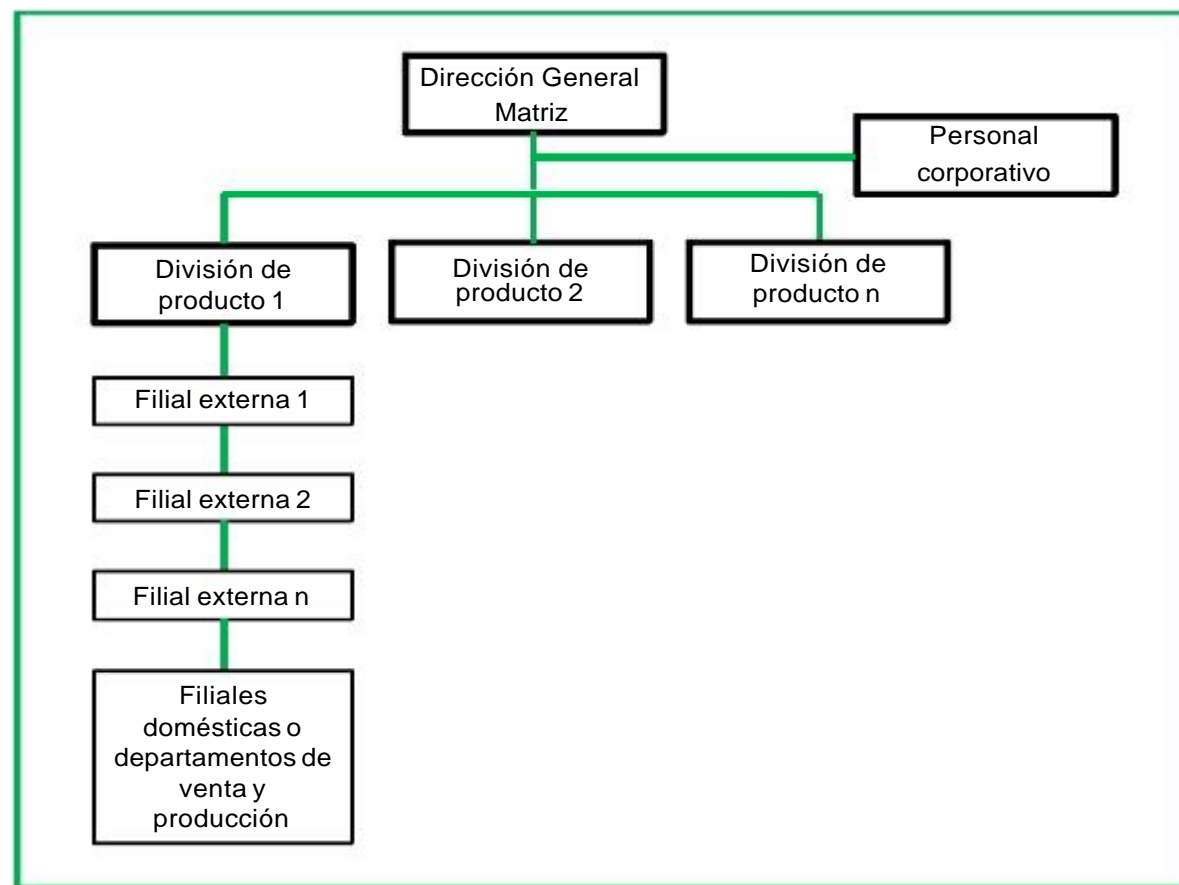 Dirección General
Matriz
Personal
corporativo
División de
producto 1
División de
producto 2
División de
producto n
Filial externa 1
Filial externa 2
Filial externa n
Filiales
domésticas o
departamentos de
venta y
producción